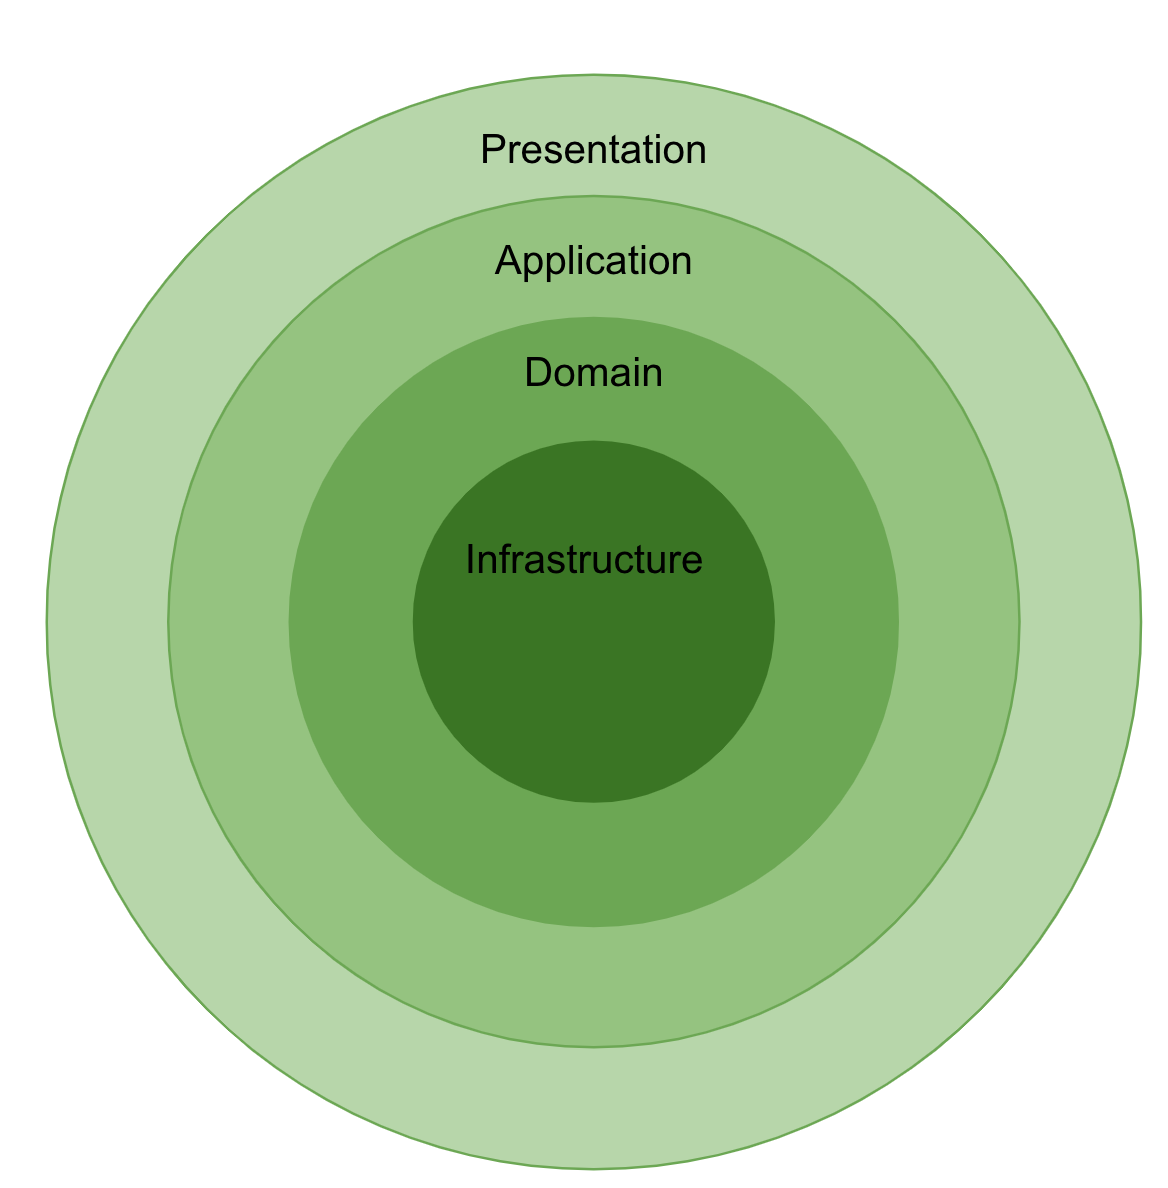 Presentation
Application
Domain
Infrastructure